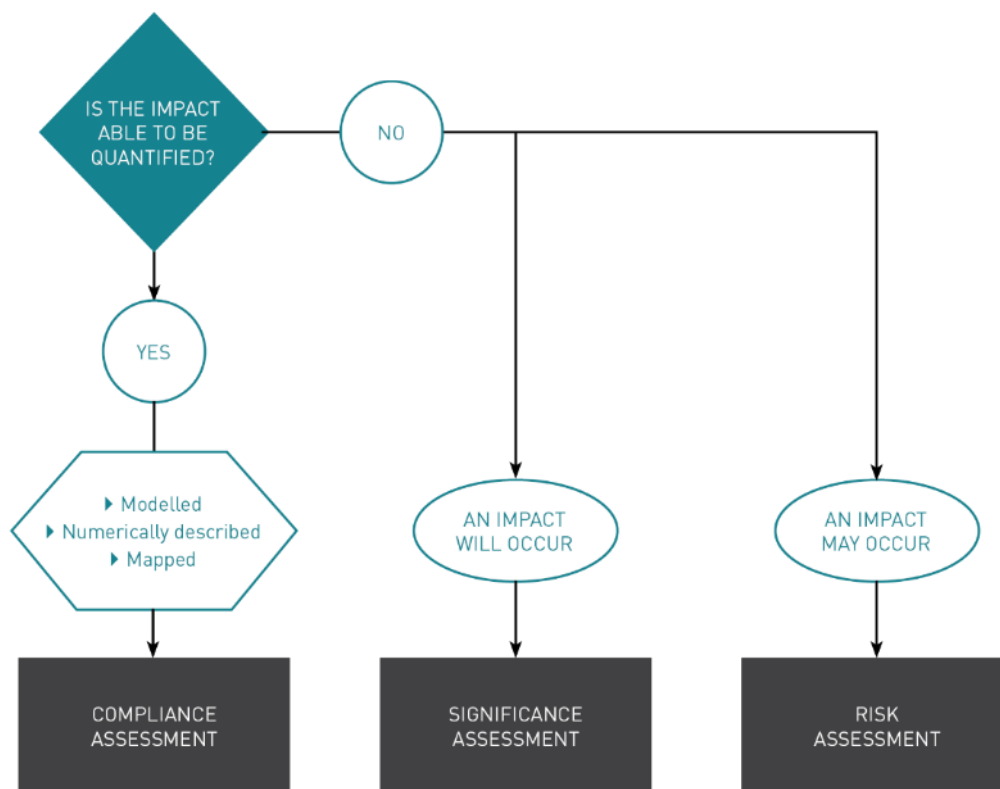 IS THE IMPACT
ABLE TO BE
QUANTIFIED?
NO
YES
Modelled
Numerically described
Mapped
AN IMPACT
WILL OCCUR
AN IMPACT
MAY OCCUR
COMPLIANCE
ASSESSMENT
SIGNIFICANCE
ASSESSMENT
RISK
ASSESSMENT